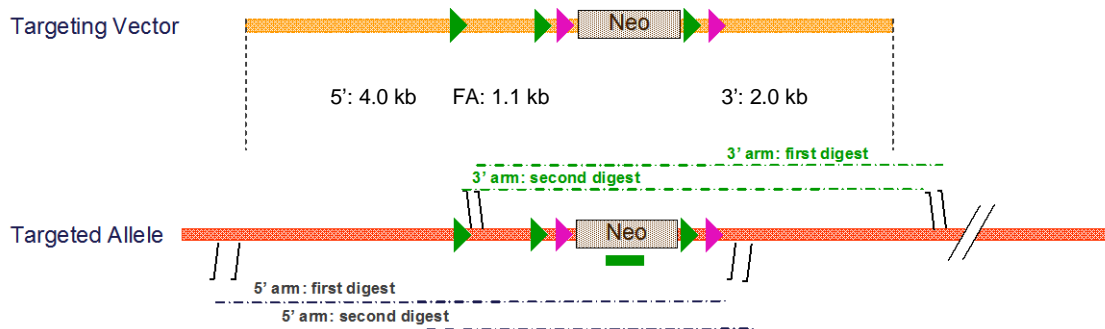 Targeting Vector
Neo
5’: 4.0 kb FA: 1.1 kb 3’: 2.0 kb
3’ arm: first digest
3’ arm: second digest
Targeted Allele
Neo
5’ arm: first digest
5’ arm: second digest